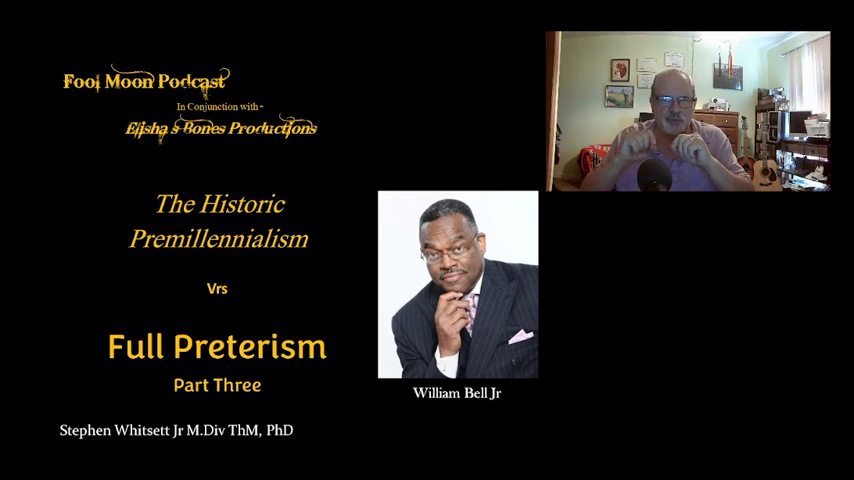 Fool Moon Podcast
In Conjunction with-
Elisha's Bones Productions
The Historic
Premillennialism
Vrs
Full Preterism
Part Three
Stephen Whitsett Jr M.Div ThM, PhD
William Bell Jr